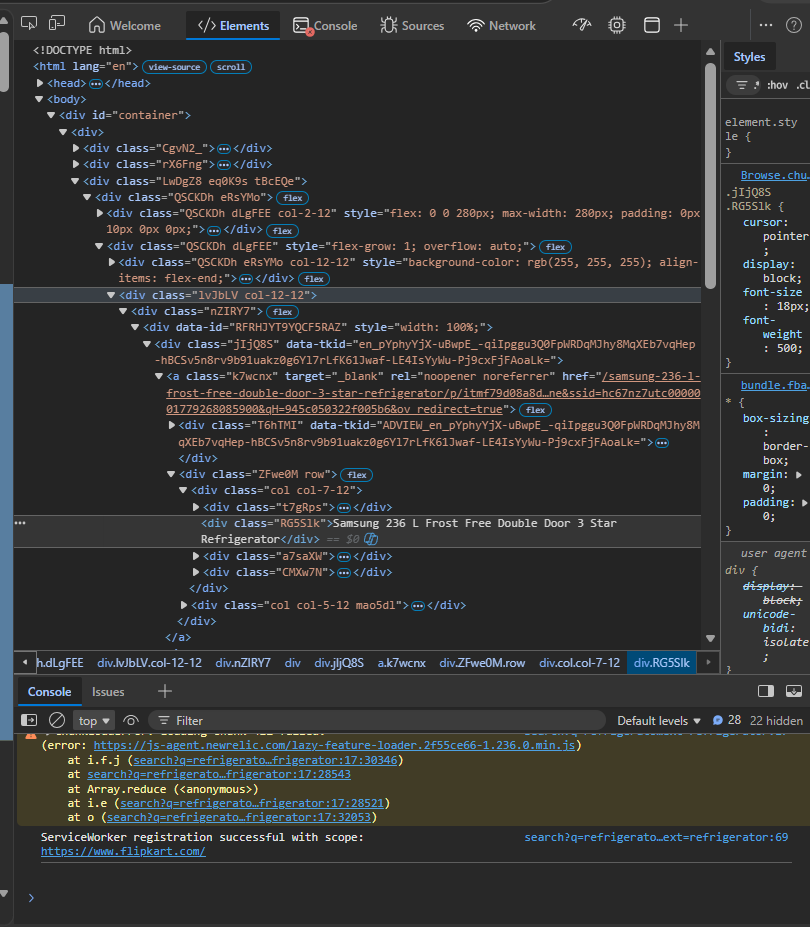 Welcome
Elements
Console
Sources
Network
<!DOCTYPE html>
<html lang="en"> view-source scroll
<head> </head>
<body>
<div id="container">
<div>
<div class="CgvN2_"> </div>
<div class="rX6Fng"> </div>
<div class="LwDgZ8 eq0K9s tBcEQe">
<div class="QSCKDh eRsYMo"> flex
<div class="QSCKDh dLgFEE col-2-12" style="flex: 0 0 280px; max-width: 280px; padding: 0px
10px 0px 0px;"> </div> flex
<div class="QSCKDh dLgFEE" style="flex-grow: 1; overflow: auto;"> flex
<div class="QSCKDh eRsYMo col-12-12" style="background-color: rgb(255, 255, 255); align-
items: flex-end;"> </div> flex
<div class="lvJbLV col-12-12">
<div class="nZIRY7"> flex
<div data-id="RFRHJYT9YQCF5RAZ" style="width: 100%;">
<div class="jIjQ8S" data-tkid="en_pYphyYjX-uBwpE_-qiIpggu3Q0FpWRDqMJhy8MqXEb7vqHep
-hBCSv5n8rv9b91uakz0g6Yl7rLfK61Jwaf-LE4IsYyWu-Pj9cxFjFAoaLk=">
<a class="k7wcnx" target="_blank" rel="noopener noreferrer" href="/samsung-236-l-
frost-free-double-door-3-star-refrigerator/p/itmf79d08a8d…ne&ssid=hc67nz7utc00000
01779268085900&qH=945c050322f005b6&ov_redirect=true"> flex
<div class="T6hTMI" data-tkid="ADVIEW_en_pYphyYjX-uBwpE_-qiIpggu3Q0FpWRDqMJhy8M
qXEb7vqHep-hBCSv5n8rv9b91uakz0g6Yl7rLfK61Jwaf-LE4IsYyWu-Pj9cxFjFAoaLk=">
</div>
<div class="ZFwe0M row"> flex
<div class="col col-7-12">
<div class="t7gRps"> </div>
<div class="RG5Slk">Samsung 236 L Frost Free Double Door 3 Star
Refrigerator</div> == $0
<div class="a7saXW"> </div>
<div class="CMXw7N"> </div>
</div>
<div class="col col-5-12 mao5dl"> </div>
</div>
</a>
h.dLgFEE div.lvJbLV.col-12-12 div.nZIRY7 div div.jIjQ8S a.k7wcnx div.ZFwe0M.row div.col.col-7-12 div.RG5Slk
Styles
:hov .cl
element.sty
le {
}
Browse.chu
.jIjQ8S
.RG5Slk {
cursor:
pointer
;
display:
block;
font-size
: 18px;
font-
weight
: 500;
}
bundle.fba
* {
box-sizing
:
border-
box;
margin:
0;
padding:
0;
}
user agent
div {
display:
block;
unicode-
bidi:
isolate
;
}
Console Issues
top Filter Default levels 28 22 hidden
(error: https://js-agent.newrelic.com/lazy-feature-loader.2f55ce66-1.236.0.min.js)
at i.f.j (search?q=refrigerato…frigerator:17:30346)
at search?q=refrigerato…frigerator:17:28543
at Array.reduce (<anonymous>)
at i.e (search?q=refrigerato…frigerator:17:28521)
at o (search?q=refrigerato…frigerator:17:32053)
ServiceWorker registration successful with scope: search?q=refrigerato…ext=refrigerator:69
https://www.flipkart.com/